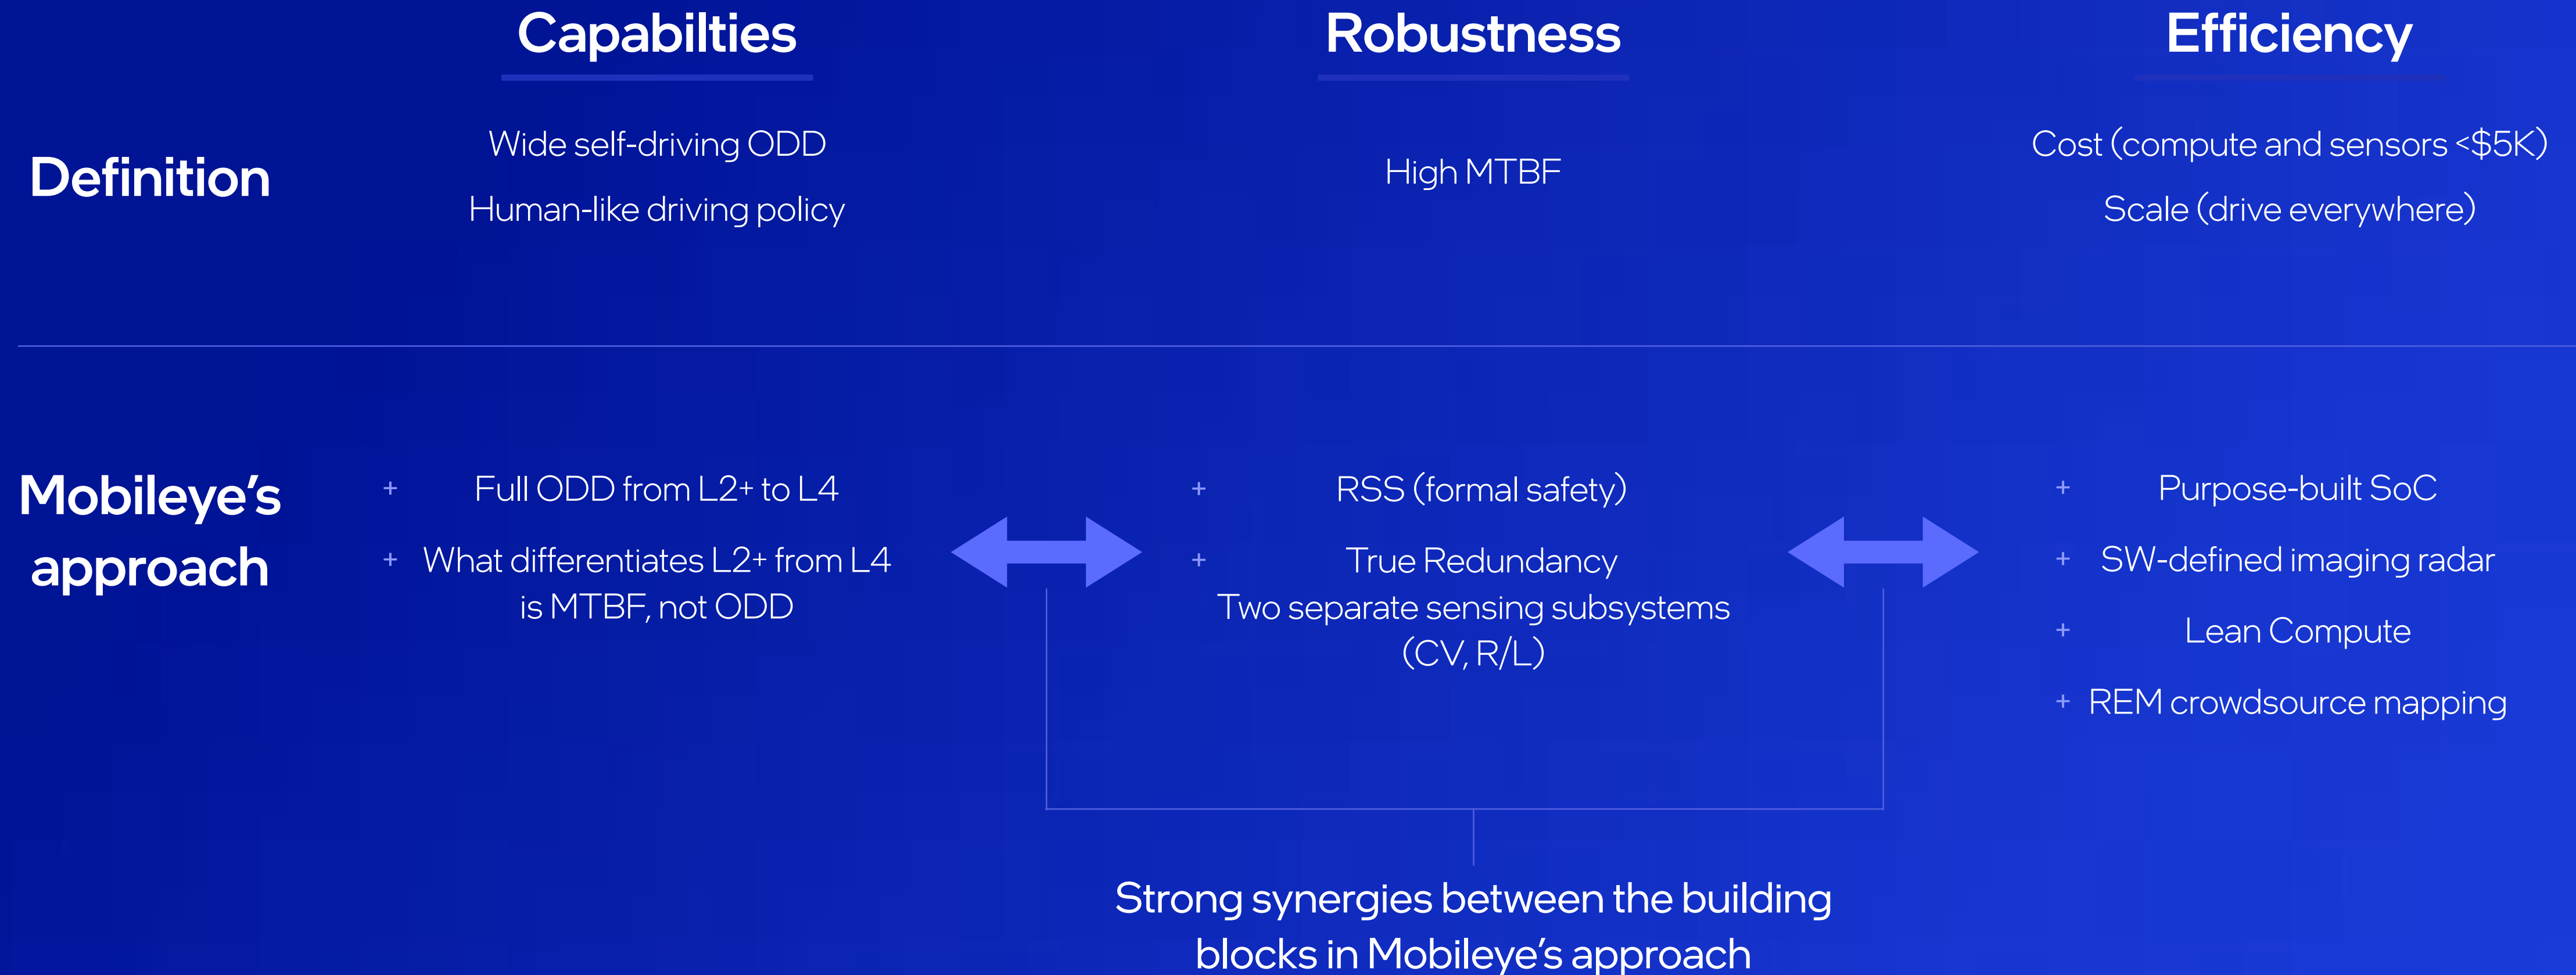 Capabilties
Robustness
Efficiency
Definition
Wide self-driving ODD
Human-like driving policy
High MTBF
Cost (compute and sensors <$5K)
Scale (drive everywhere)
Mobileye’s
approach
+ Full ODD from L2+ to L4
+ What differentiates L2+ from L4
is MTBF, not ODD
+ RSS (formal safety)
+ True Redundancy
Two separate sensing subsystems
(CV, R/L)
+ Purpose-built SoC
+ SW-defined imaging radar
+ Lean Compute
+ REM crowdsource mapping
Strong synergies between the building
blocks in Mobileye’s approach